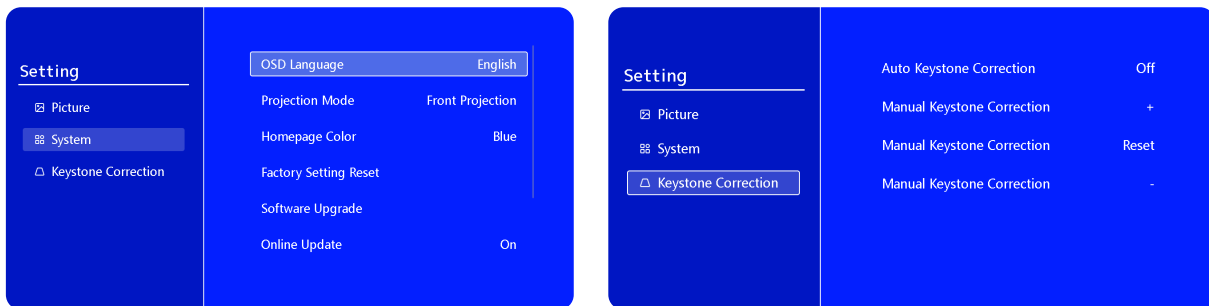 Setting
Picture
System
Keystone Correction
OSD Language English
Projection Mode Front Projection
Homepage Color Blue
Factory Setting Reset
Software Upgrade
Online Update On
Setting
Picture
System
Keystone Correction
Auto Keystone Correction Off
Manual Keystone Correction +
Manual Keystone Correction Reset
Manual Keystone Correction -